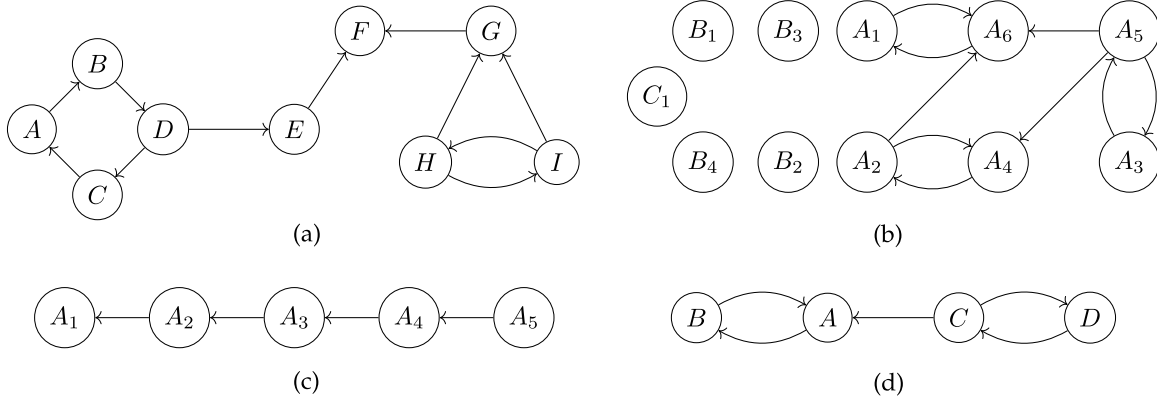 F G
B
A D E
C
H I
(a)
B₁ B₃ A₁ A₆ A₅
C₁
B₄ B₂ A₂ A₄ A₃
(b)
A₁ A₂ A₃ A₄ A₅
(c)
B A C D
(d)